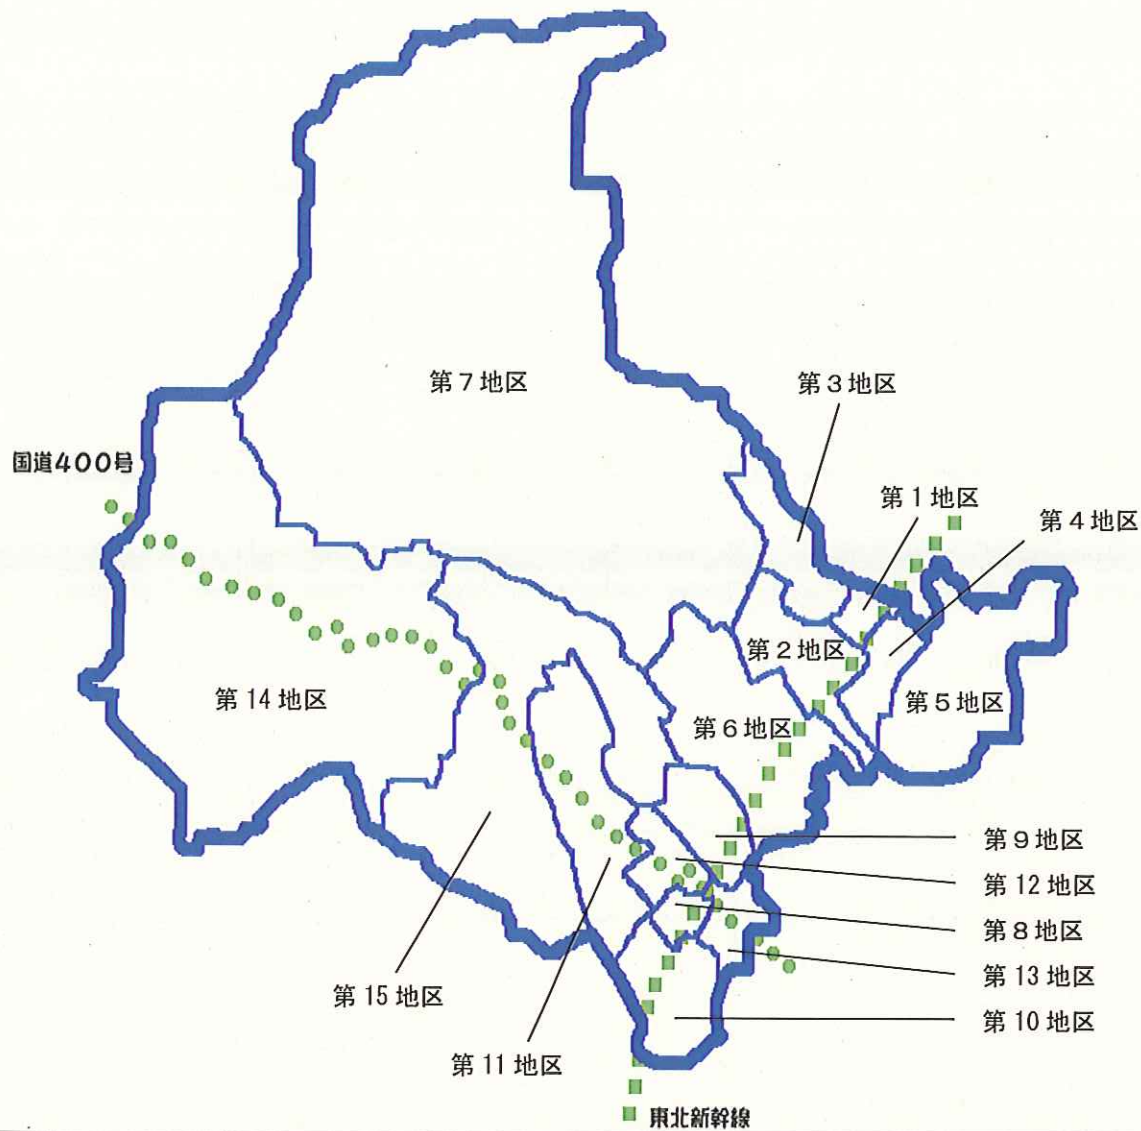 第7地区
第3地区
国道400号
第1地区
第4地区
第2地区
第14地区
第5地区
第6地区
第9地区
第12地区
第8地区
第13地区
第15地区
第10地区
第11地区
東北新幹線